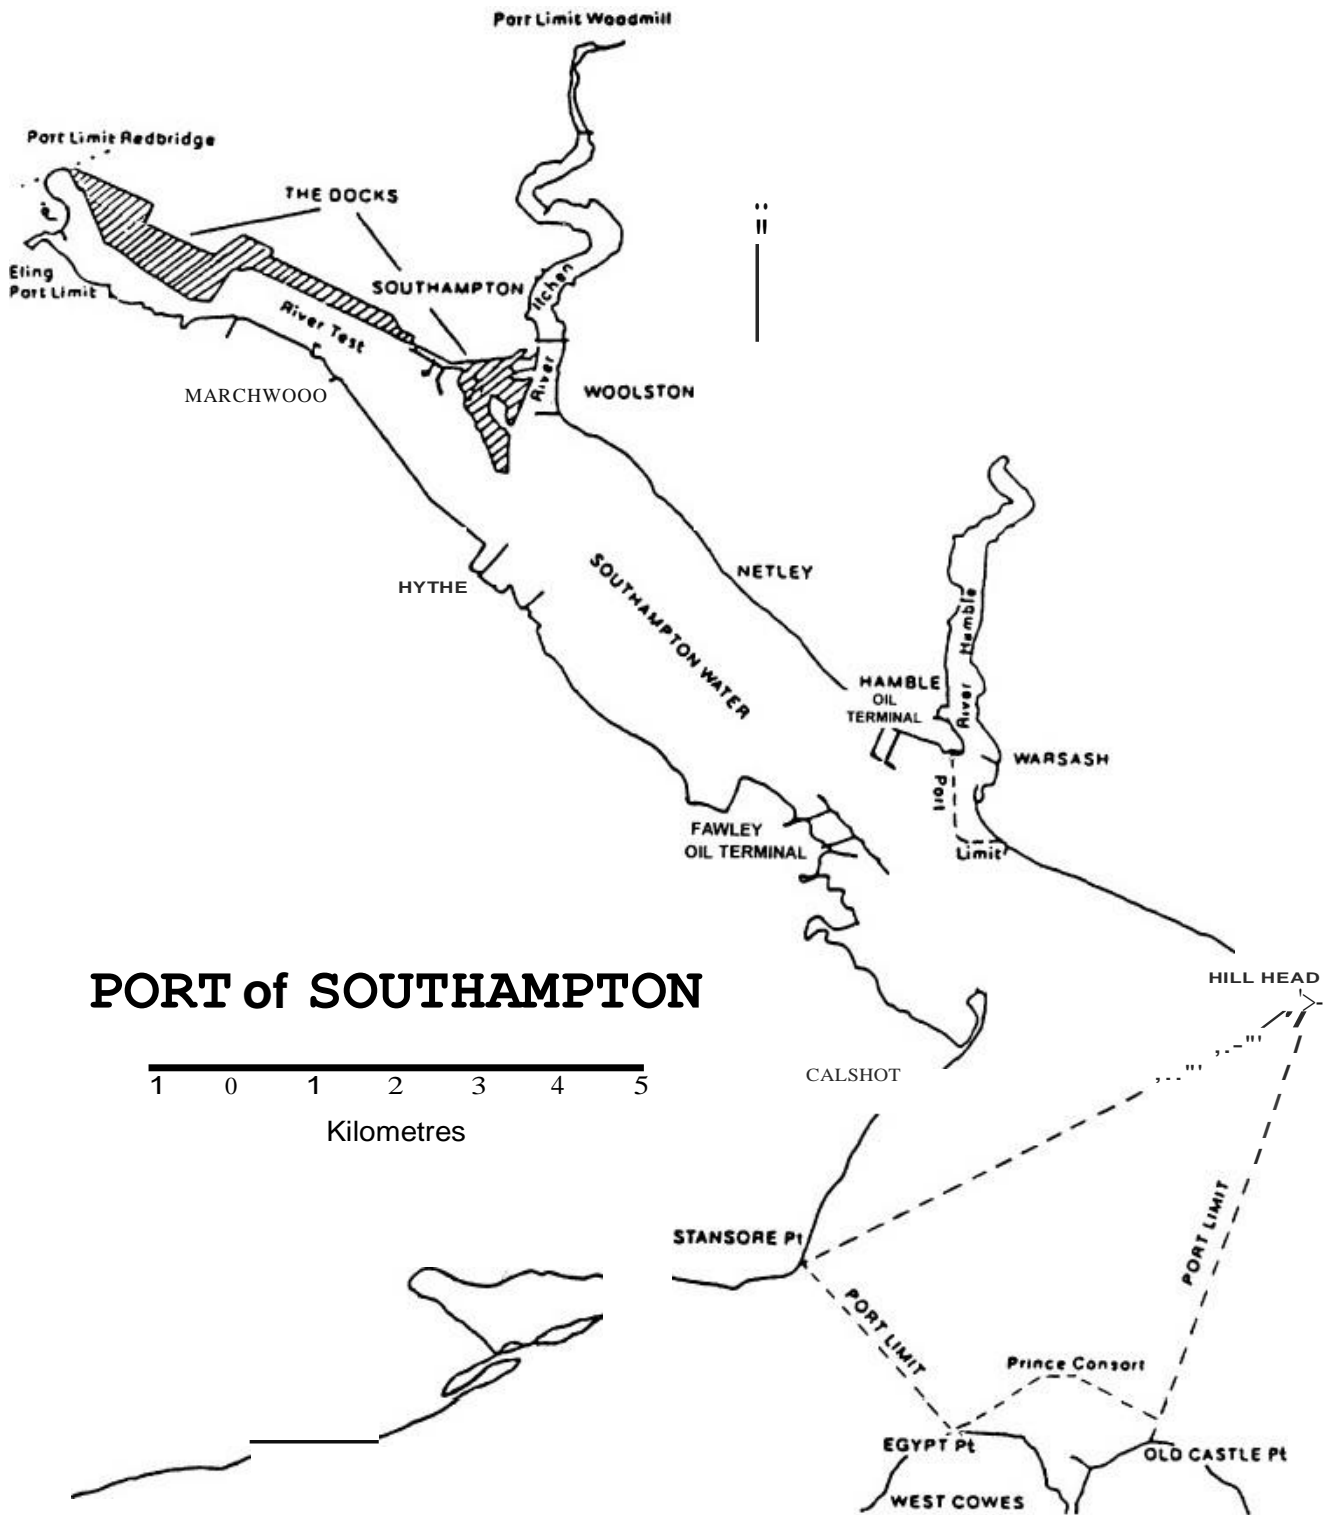 Port Limit Woodmill
Port Limit Redbridge
THE DOCKS
Eling
Port Limit
SOUTHAMPTON
River Itchen
River Test
MARCHWOOO
WOOLSTON
HYTHE
NETLEY
SOUTHAMPTON WATER
River Hamble
HAMBLE
OIL
TERMINAL
WARSASH
Port
Limit
FAWLEY
OIL TERMINAL
PORT of SOUTHAMPTON
1 0 1 2 3 4 5
Kilometres
HILL HEAD
CALSHOT
STANSORE Pt
PORT LIMIT
PORT LIMIT
Prince Consort
EGYPT Pt
OLD CASTLE Pt
WEST COWES